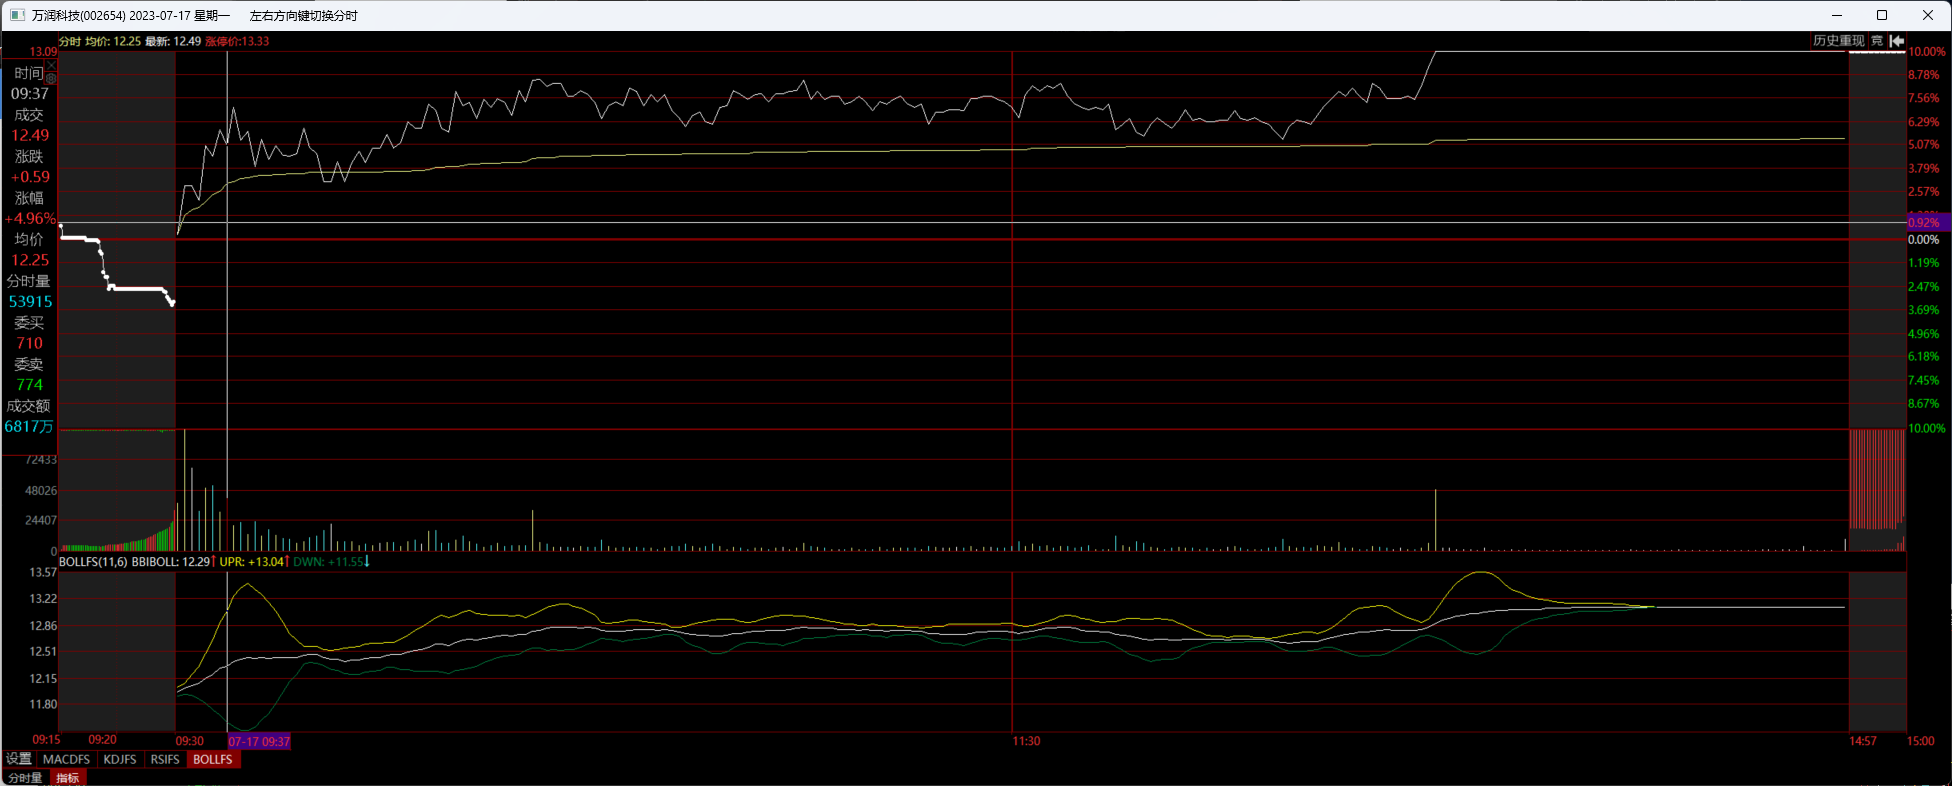 万润科技(002654) 2023-07-17 星期一 左右方向键切换分时
分时 均价: 12.25 最新: 12.49 涨停价:13.33
历史重现 竞
13.09
时间
09:37
成交
12.49
涨跌
+0.59
涨幅
+4.96%
均价
12.25
分时量
53915
委买
710
委卖
774
成交额
6817万
10.00%
8.78%
7.56%
6.29%
5.07%
3.79%
2.57%
0.92%
0.00%
1.19%
2.47%
3.69%
4.96%
6.18%
7.45%
8.67%
10.00%
72433
48026
24407
0
BOLLFS(11,6) BBIBOLL: 12.29↑ UPR: +13.04↑ DWN: +11.55↓
13.57
13.22
12.86
12.51
12.15
11.80
09:15 09:20 09:30 07-17 09:37 11:30 14:57 15:00
设置 MACDFS KDJFS RSIFS BOLLFS
分时量 指标